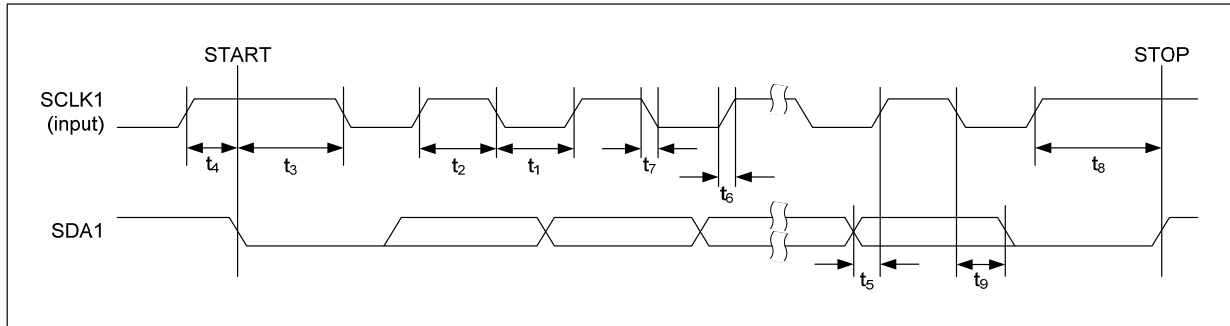 START
STOP
SCLK1
(input)
t4
t3
t2
t1
t7
t6
t8
SDA1
t5
t9